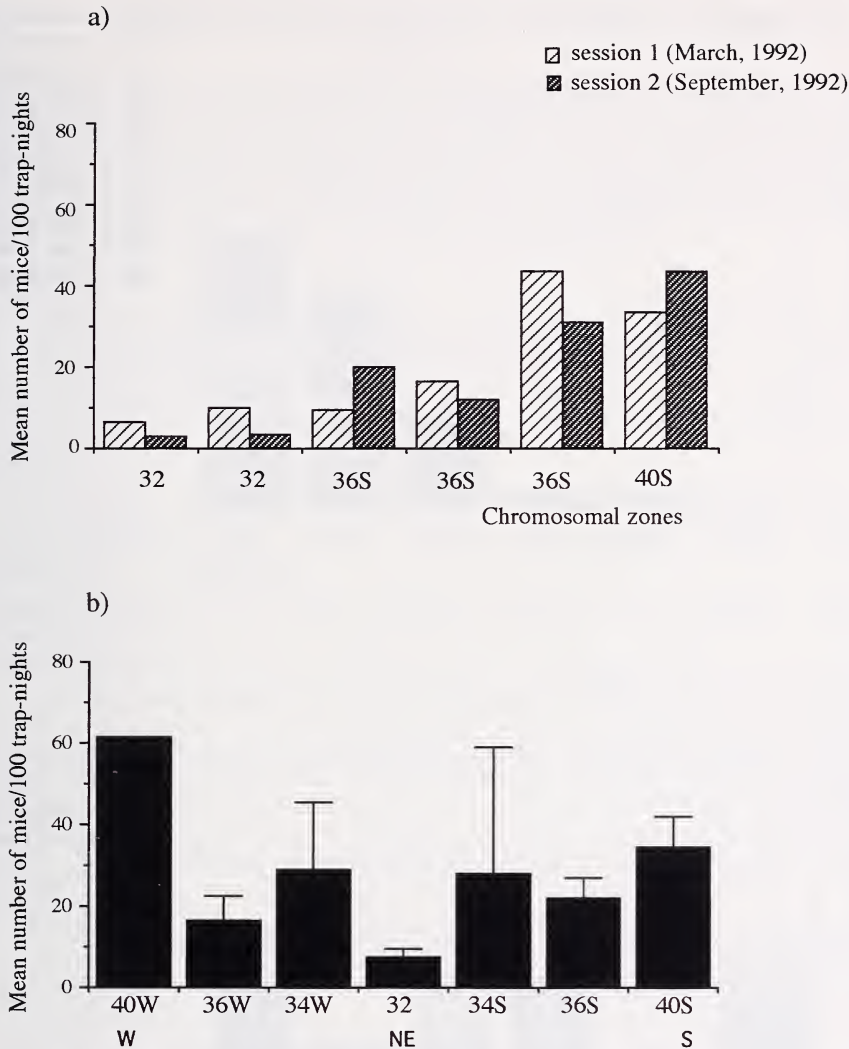 a)
session 1 (March, 1992)
session 2 (September, 1992)
Mean number of mice/100 trap-nights
80
60
40
20
0
32 32 36S 36S 36S 40S
Chromosomal zones
b)
Mean number of mice/100 trap-nights
80
60
40
20
0
40W 36W 34W 32 34S 36S 40S
W NE S